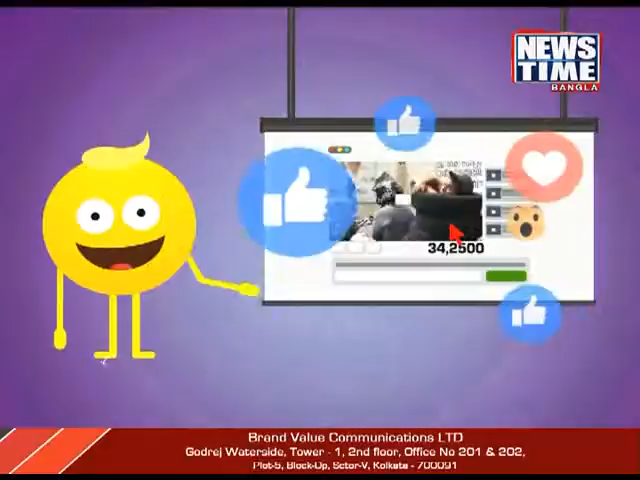 NEWS
TIME
BANGLA
34,2500
Brand Value Communications LTD
Godrej Waterside, Tower - 1, 2nd floor, Office No 201 & 202,
Plot-5, Block-Dp, Sctor-V, Kolkata - 700091